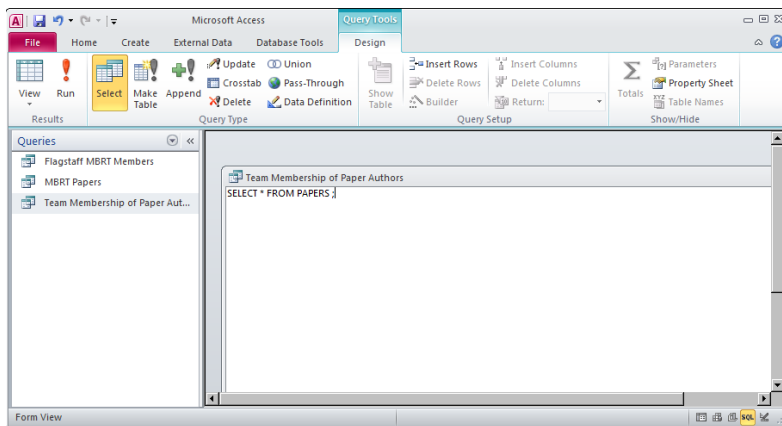 A Microsoft Access Query Tools
File Home Create External Data Database Tools Design
View Run Select Make Table Append Update Union Show Table Insert Rows Insert Columns Totals Parameters
Crosstab Pass-Through Delete Rows Delete Columns Property Sheet
Delete Data Definition Builder Return: XYZ Table Names
Results Query Type Query Setup Show/Hide
Queries
Flagstaff MBRT Members
MBRT Papers
Team Membership of Paper Aut...
Team Membership of Paper Authors
SELECT * FROM PAPERS ;
Form View SQL